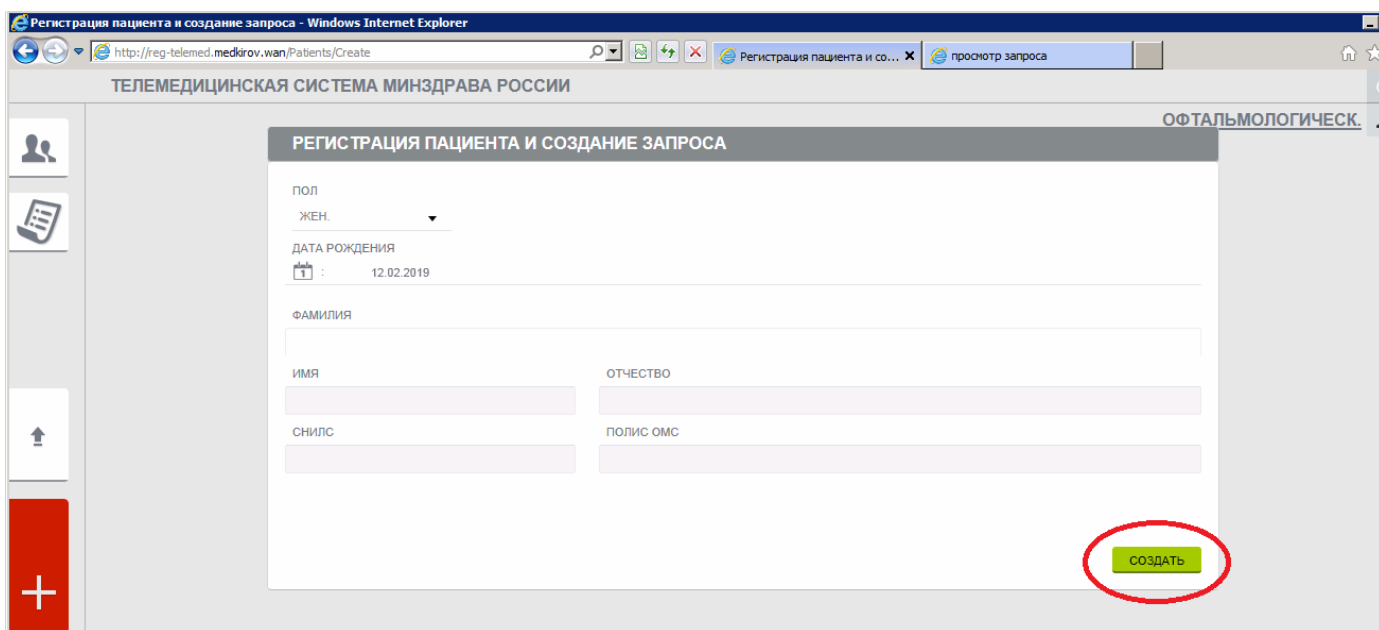 Регистрация пациента и создание запроса - Windows Internet Explorer
http://reg-telemed.medkirov.wan/Patients/Create
Регистрация пациента и со...
просмотр запроса
ТЕЛЕМЕДИЦИНСКАЯ СИСТЕМА МИНЗДРАВА РОССИИ
ОФТАЛЬМОЛОГИЧЕСК.
РЕГИСТРАЦИЯ ПАЦИЕНТА И СОЗДАНИЕ ЗАПРОСА
ПОЛ
ЖЕН.
ДАТА РОЖДЕНИЯ
1 : 12.02.2019
ФАМИЛИЯ
ИМЯ ОТЧЕСТВО
СНИЛС ПОЛИС ОМС
СОЗДАТЬ